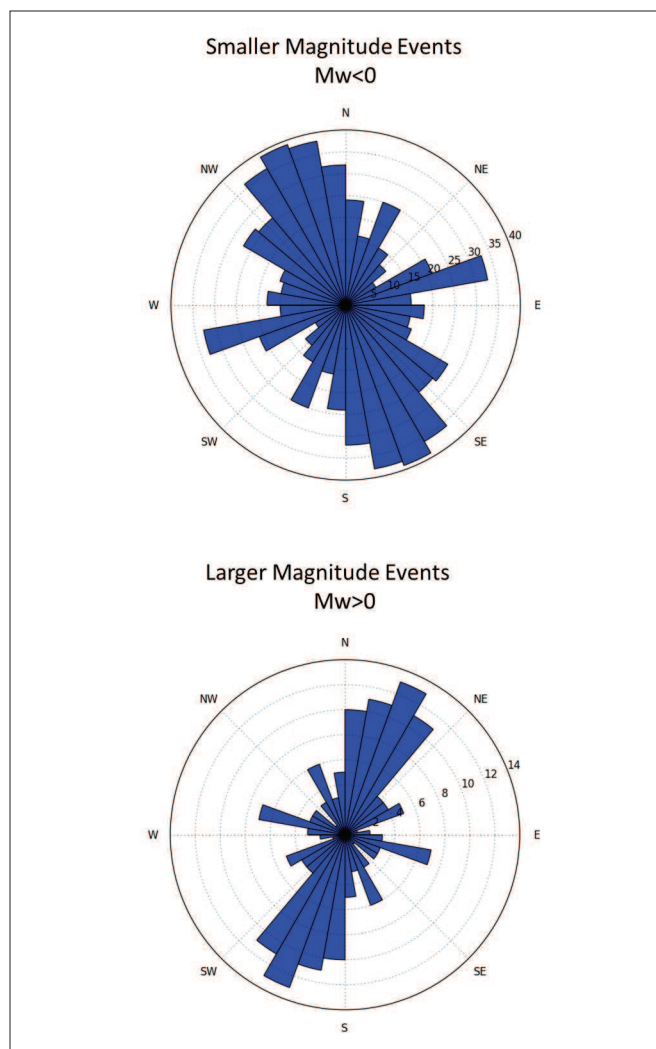 Smaller Magnitude Events
Mw<0
N
NW
NE
40
35
30
25
20
15
10
5
W
E
SW
SE
S
Larger Magnitude Events
Mw>0
N
NW
NE
14
12
10
8
6
4
2
W
E
SW
SE
S